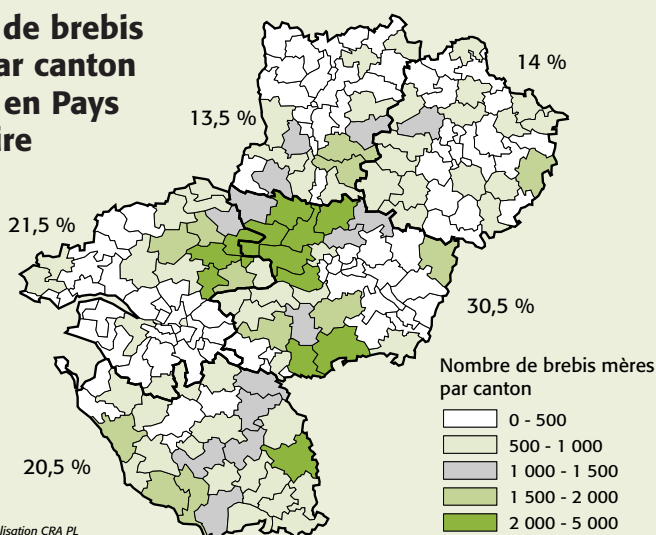 de brebis
ar canton
en Pays
ire
14 %
13,5 %
21,5 %
30,5 %
20,5 %
Nombre de brebis mères
par canton
0 - 500
500 - 1 000
1 000 - 1 500
1 500 - 2 000
2 000 - 5 000
lisation CRA PL